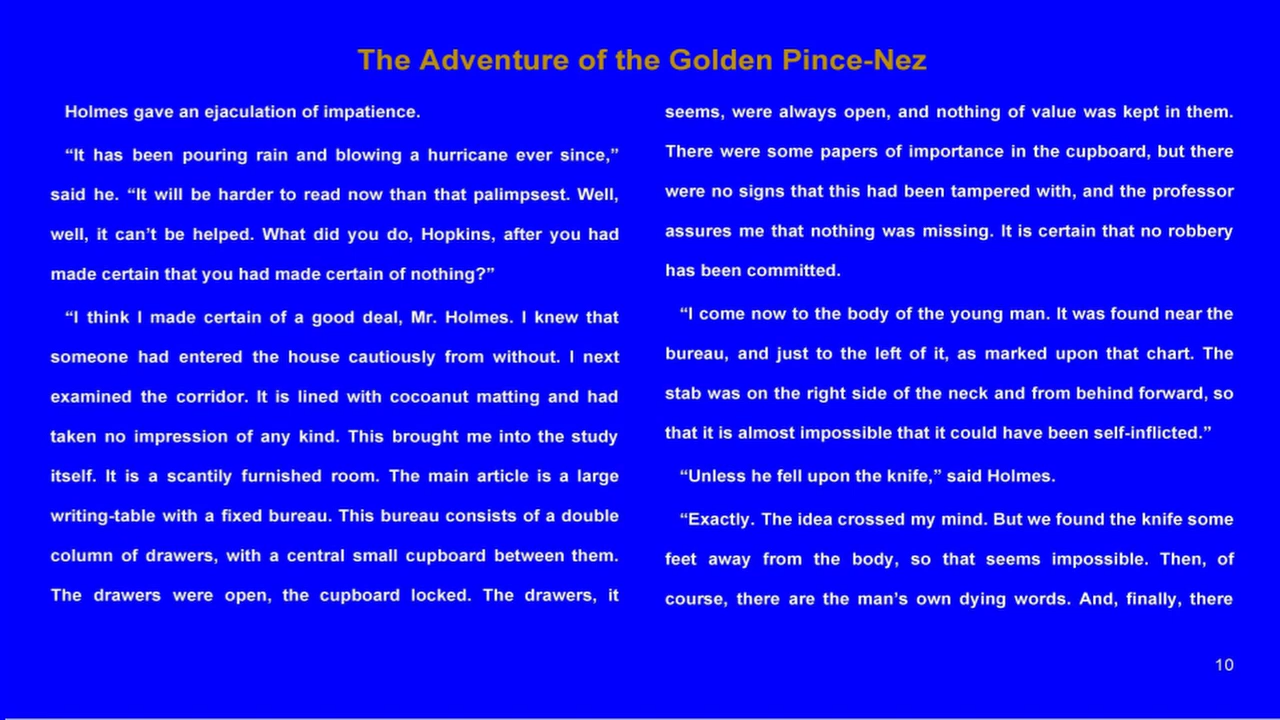 The Adventure of the Golden Pince-Nez
Holmes gave an ejaculation of impatience.
“It has been pouring rain and blowing a hurricane ever since,”
said he. “It will be harder to read now than that palimpsest. Well,
well, it can’t be helped. What did you do, Hopkins, after you had
made certain that you had made certain of nothing?”
“I think I made certain of a good deal, Mr. Holmes. I knew that
someone had entered the house cautiously from without. I next
examined the corridor. It is lined with cocoanut matting and had
taken no impression of any kind. This brought me into the study
itself. It is a scantily furnished room. The main article is a large
writing-table with a fixed bureau. This bureau consists of a double
column of drawers, with a central small cupboard between them.
The drawers were open, the cupboard locked. The drawers, it
seems, were always open, and nothing of value was kept in them.
There were some papers of importance in the cupboard, but there
were no signs that this had been tampered with, and the professor
assures me that nothing was missing. It is certain that no robbery
has been committed.
“I come now to the body of the young man. It was found near the
bureau, and just to the left of it, as marked upon that chart. The
stab was on the right side of the neck and from behind forward, so
that it is almost impossible that it could have been self-inflicted.”
“Unless he fell upon the knife,” said Holmes.
“Exactly. The idea crossed my mind. But we found the knife some
feet away from the body, so that seems impossible. Then, of
course, there are the man’s own dying words. And, finally, there
10